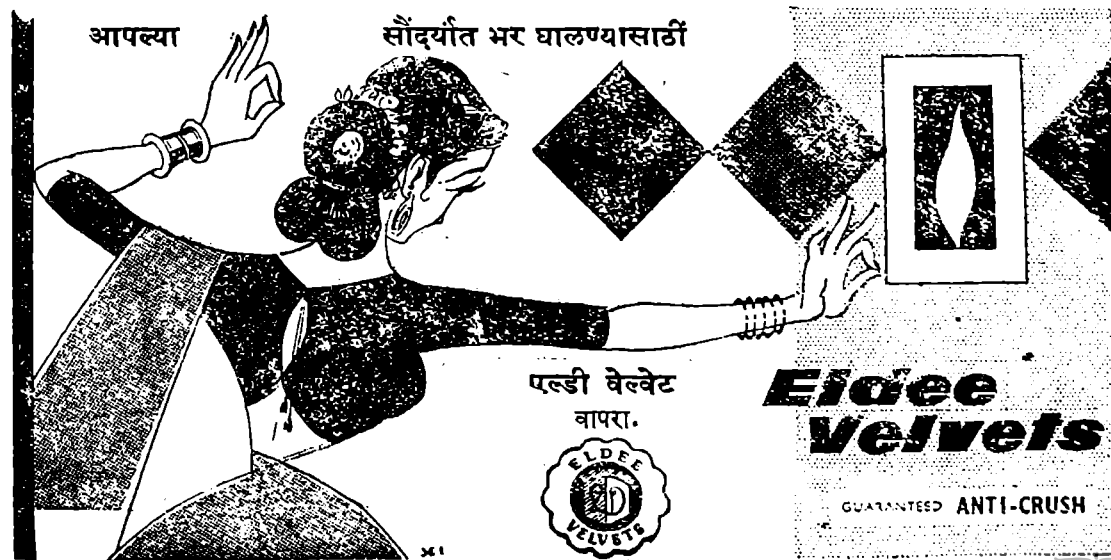 आपल्या सौंदर्यात भर घालण्यासाठीं
एल्डी वेल्वेट
वापरा.
ELDEE
VELVETS
Eldee
Velvets
GUARANTEED ANTI-CRUSH